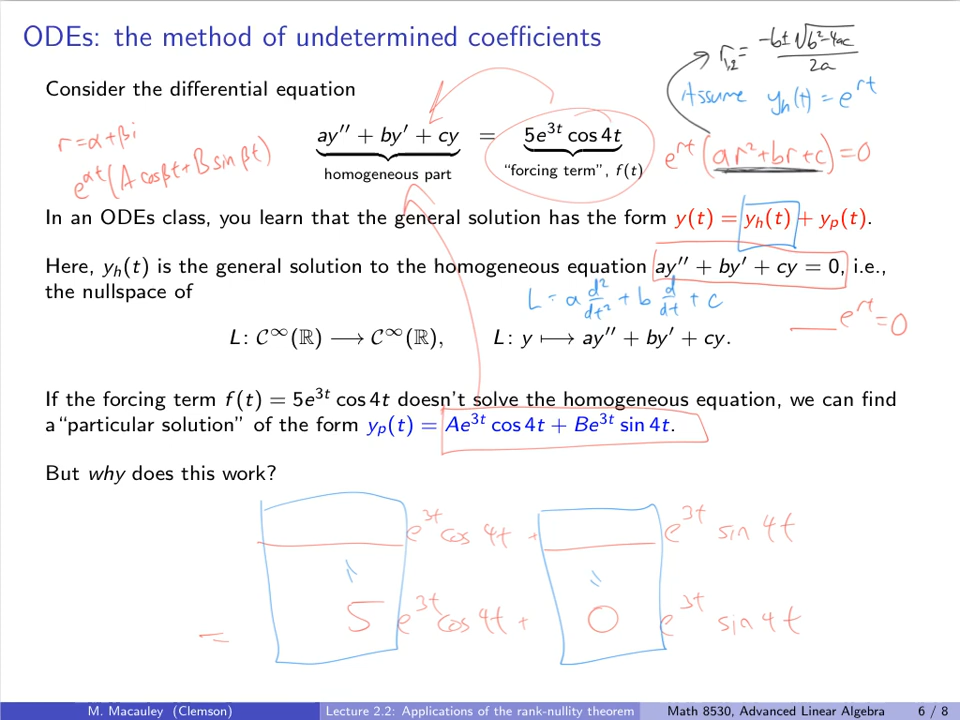 ODEs: the method of undetermined coefficients
r₁,₂ = (-b ± √(b²-4ac)) / 2a
Consider the differential equation
Assume y_h(t) = e^{rt}
r = α + βi
e^{αt}(A cos βt + B sin βt)
ay′′ + by′ + cy = 5e^{3t} cos 4t
e^{rt}(ar²+br+c) = 0
homogeneous part
“forcing term”, f(t)
In an ODEs class, you learn that the general solution has the form y(t) = y_h(t) + y_p(t).
Here, y_h(t) is the general solution to the homogeneous equation ay′′ + by′ + cy = 0, i.e.,
the nullspace of
L = a d²/dt² + b d/dt + c
___ e^{rt} = 0
L: C^∞(ℝ) ⟶ C^∞(ℝ), L: y ⟼ ay′′ + by′ + cy.
If the forcing term f(t) = 5e^{3t} cos 4t doesn’t solve the homogeneous equation, we can find
a “particular solution” of the form y_p(t) = Ae^{3t} cos 4t + Be^{3t} sin 4t.
But why does this work?
e^{3t} cos 4t + e^{3t} sin 4t
= 5 e^{3t} cos 4t + 0 e^{3t} sin 4t
M. Macauley (Clemson) Lecture 2.2: Applications of the rank-nullity theorem Math 8530, Advanced Linear Algebra 6 / 8